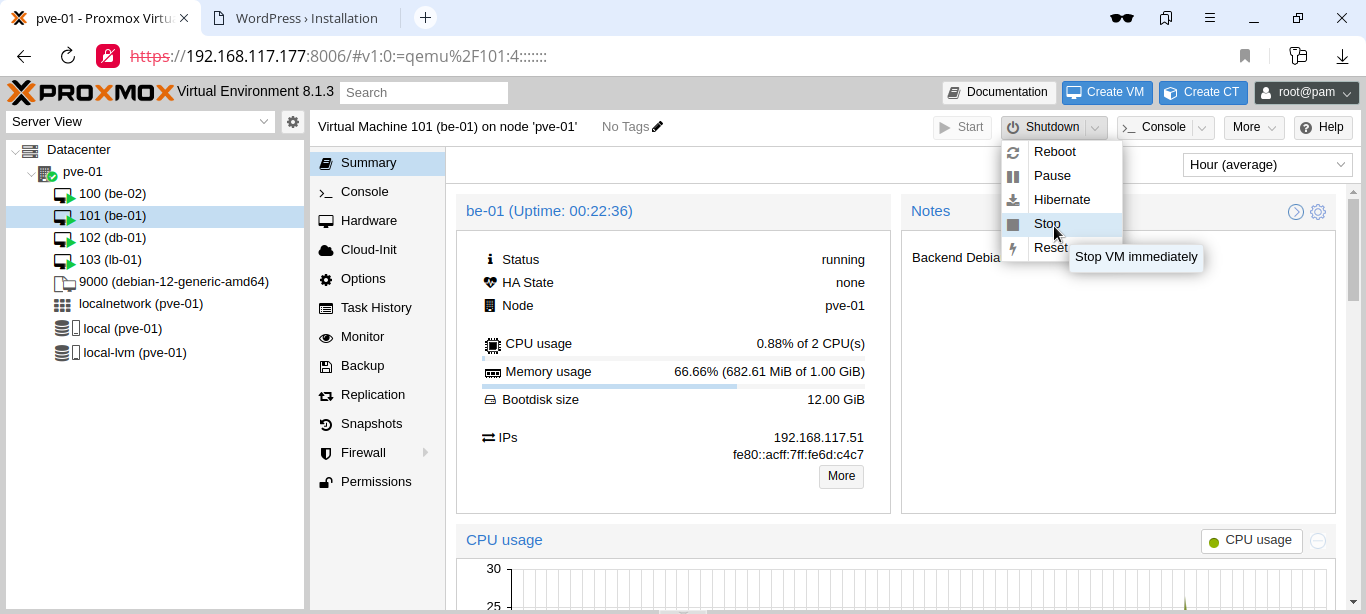 pve-01 - Proxmox Virtu
WordPress › Installation
https://192.168.117.177:8006/#v1:0:=qemu%2F101:4:::::::
PROXMOX Virtual Environment 8.1.3
Search
Documentation
Create VM
Create CT
root@pam
Server View
Virtual Machine 101 (be-01) on node 'pve-01'
No Tags
Start
Shutdown
Console
More
Help
Datacenter
pve-01
100 (be-02)
101 (be-01)
102 (db-01)
103 (lb-01)
9000 (debian-12-generic-amd64)
localnetwork (pve-01)
local (pve-01)
local-lvm (pve-01)
Summary
Console
Hardware
Cloud-Init
Options
Task History
Monitor
Backup
Replication
Snapshots
Firewall
Permissions
Reboot
Pause
Hibernate
Stop
Reset
Stop VM immediately
Hour (average)
be-01 (Uptime: 00:22:36)
Status running
HA State none
Node pve-01
CPU usage 0.88% of 2 CPU(s)
Memory usage 66.66% (682.61 MiB of 1.00 GiB)
Bootdisk size 12.00 GiB
IPs 192.168.117.51
fe80::acff:7ff:fe6d:c4c7
More
Notes
Backend Debia
CPU usage
CPU usage
30
25